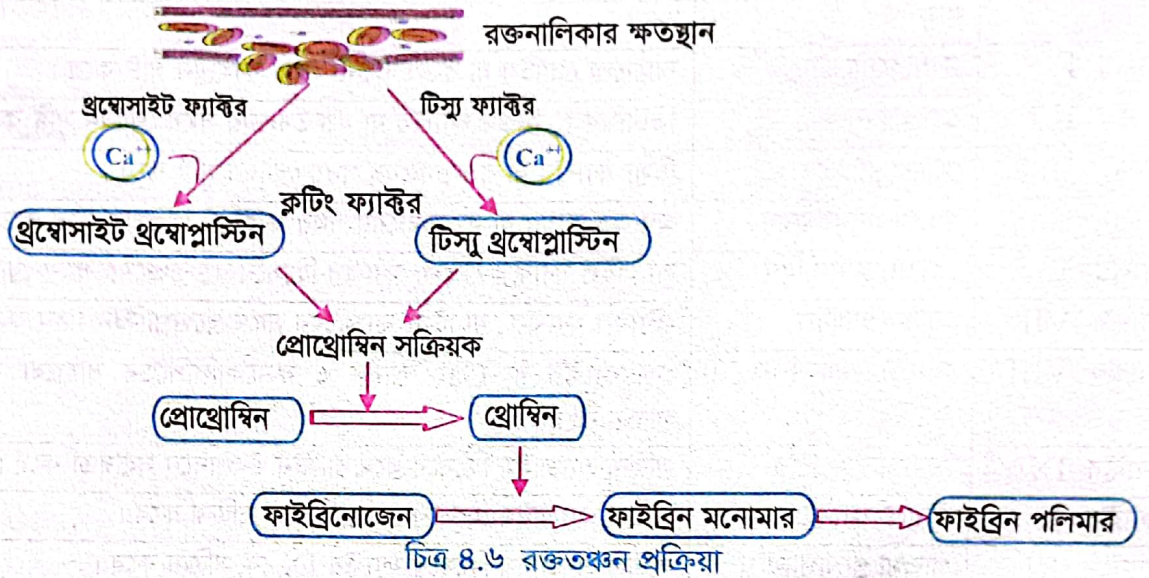 রক্তনালিকার ক্ষতস্থান
থ্রম্বোসাইট ফ্যাক্টর টিস্যু ফ্যাক্টর
Ca⁺⁺ Ca⁺⁺
ক্লটিং ফ্যাক্টর
থ্রম্বোসাইট থ্রম্বোপ্লাস্টিন টিস্যু থ্রম্বোপ্লাস্টিন
প্রোথ্রোম্বিন সক্রিয়ক
প্রোথ্রোম্বিন থ্রোম্বিন
ফাইব্রিনোজেন ফাইব্রিন মনোমার ফাইব্রিন পলিমার
চিত্র ৪.৬ রক্ততঞ্চন প্রক্রিয়া